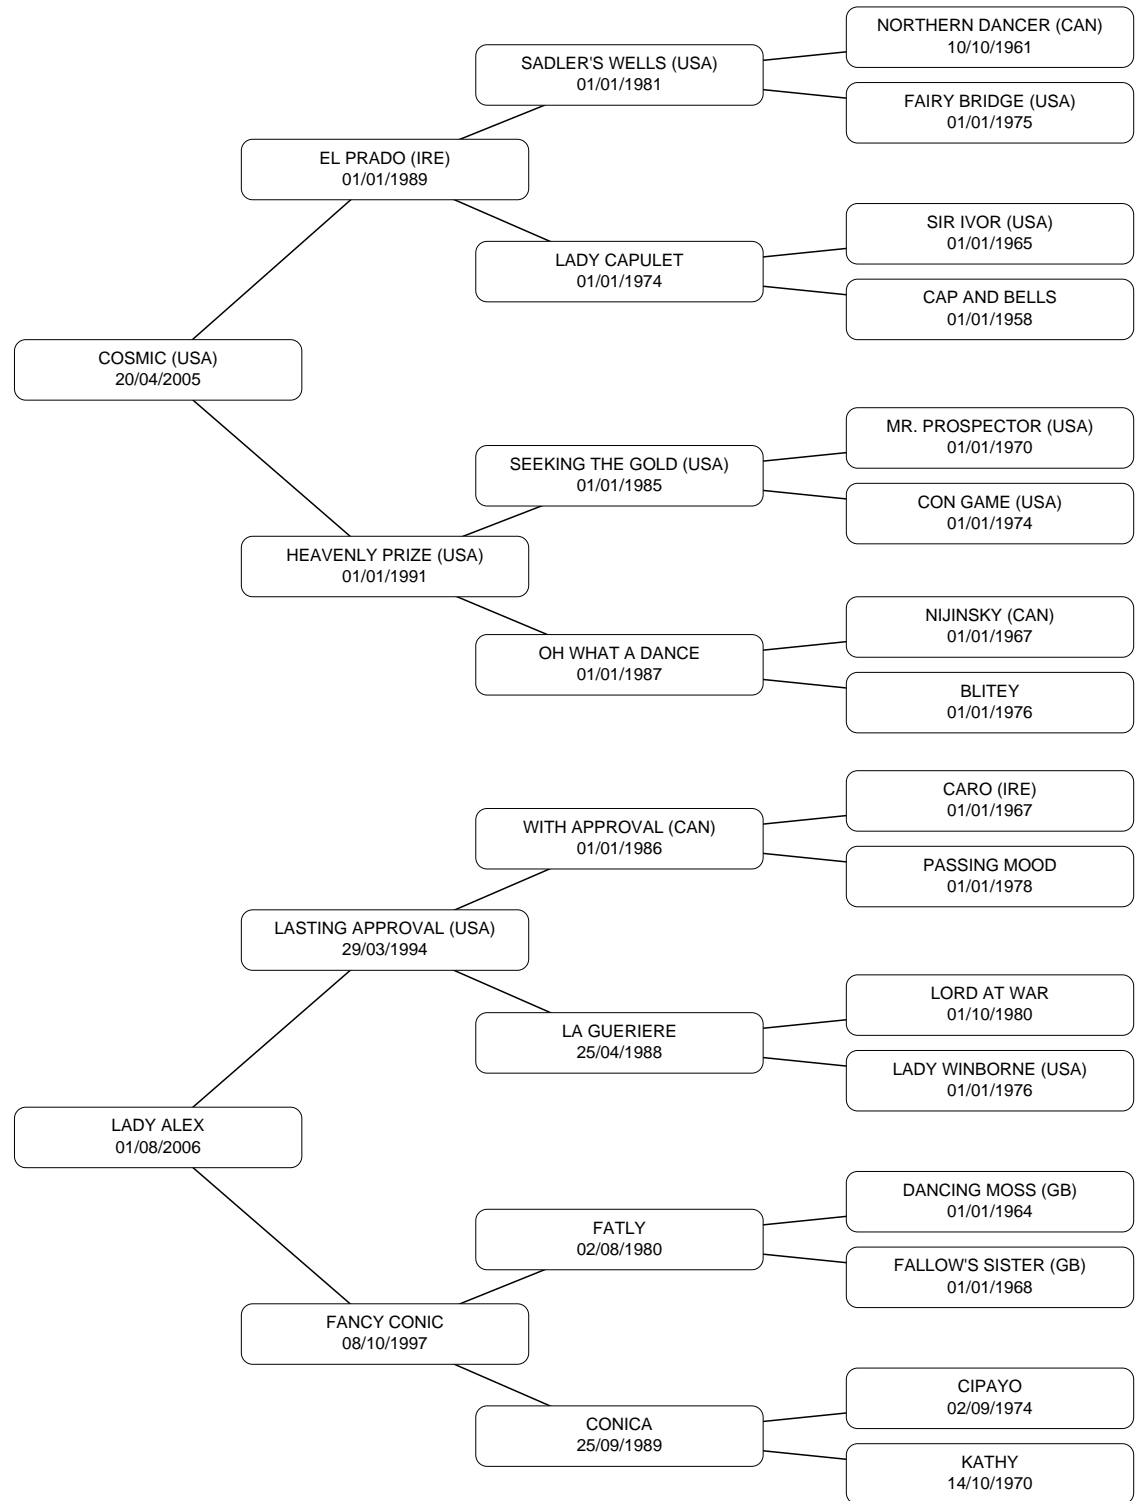 NORTHERN DANCER (CAN)
10/10/1961
SADLER'S WELLS (USA)
01/01/1981
FAIRY BRIDGE (USA)
01/01/1975
EL PRADO (IRE)
01/01/1989
SIR IVOR (USA)
01/01/1965
LADY CAPULET
01/01/1974
CAP AND BELLS
01/01/1958
COSMIC (USA)
20/04/2005
MR. PROSPECTOR (USA)
01/01/1970
SEEKING THE GOLD (USA)
01/01/1985
CON GAME (USA)
01/01/1974
HEAVENLY PRIZE (USA)
01/01/1991
NIJINSKY (CAN)
01/01/1967
OH WHAT A DANCE
01/01/1987
BLITEY
01/01/1976
CARO (IRE)
01/01/1967
WITH APPROVAL (CAN)
01/01/1986
PASSING MOOD
01/01/1978
LASTING APPROVAL (USA)
29/03/1994
LORD AT WAR
01/10/1980
LA GUERIERE
25/04/1988
LADY WINBORNE (USA)
01/01/1976
LADY ALEX
01/08/2006
DANCING MOSS (GB)
01/01/1964
FATLY
02/08/1980
FALLOW'S SISTER (GB)
01/01/1968
FANCY CONIC
08/10/1997
CIPAYO
02/09/1974
CONICA
25/09/1989
KATHY
14/10/1970